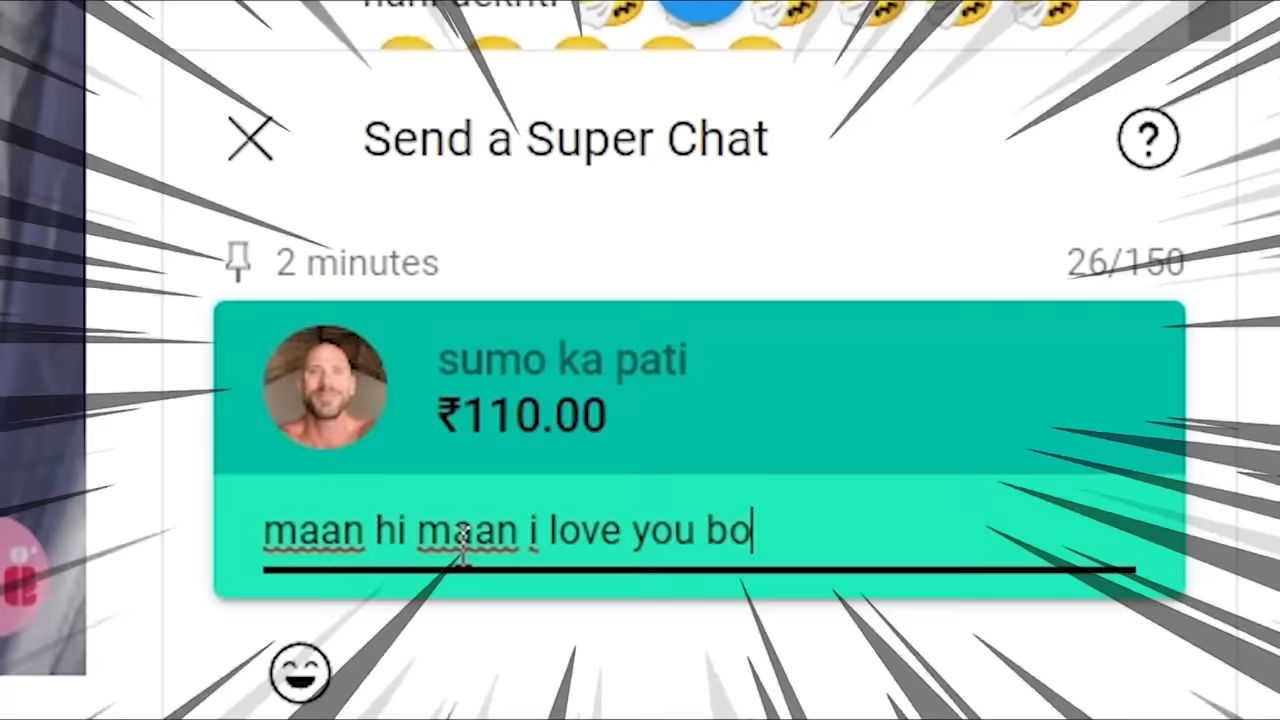 Send a Super Chat
2 minutes
26/150
sumo ka pati
₹110.00
maan hi maan i love you bo